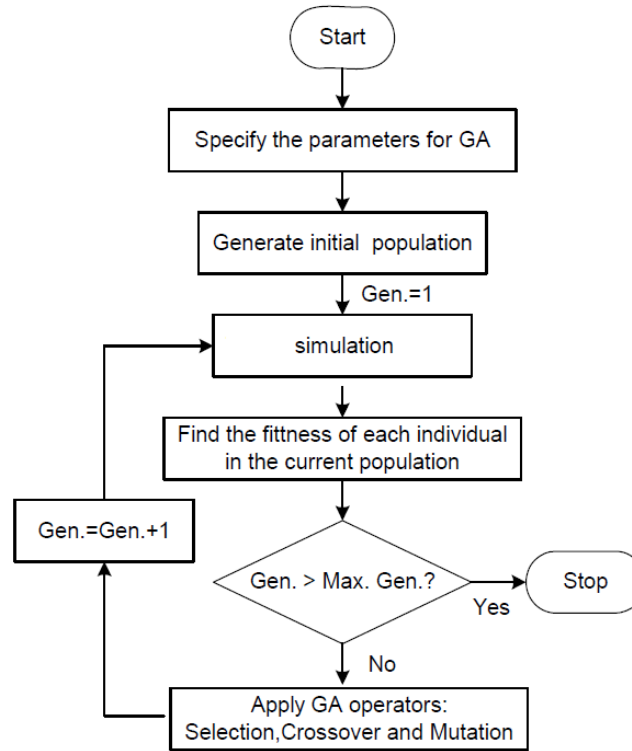 Start
Specify the parameters for GA
Generate initial population
Gen.=1
simulation
Find the fittness of each individual
in the current population
Gen.=Gen.+1
Gen. > Max. Gen.?
Stop
Yes
No
Apply GA operators:
Selection,Crossover and Mutation